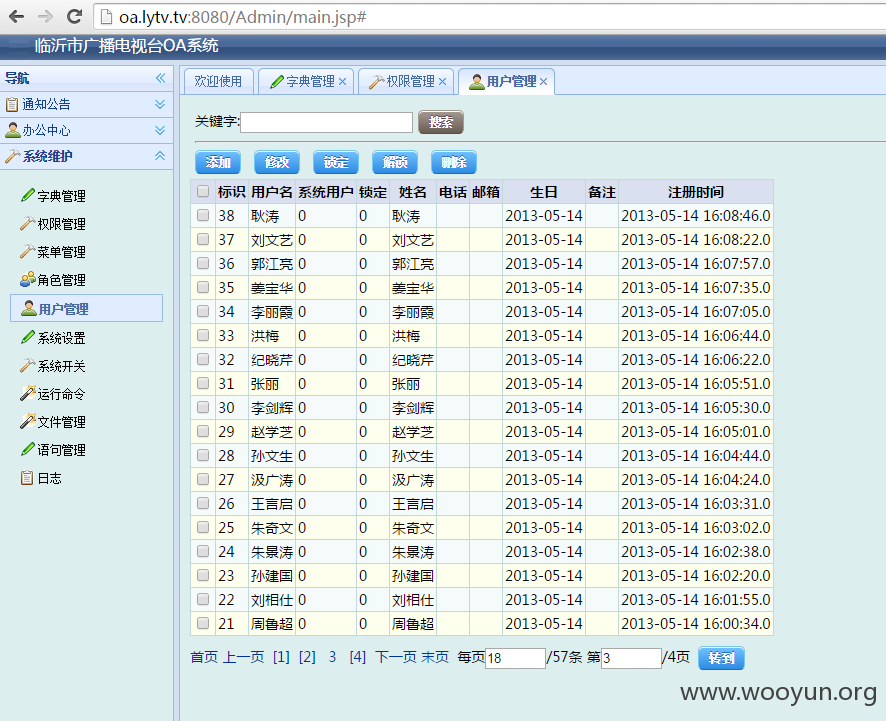 oa.lytv.tv:8080/Admin/main.jsp#
临沂市广播电视台OA系统
导航
通知公告
办公中心
系统维护
字典管理
权限管理
菜单管理
角色管理
用户管理
系统设置
系统开关
运行命令
文件管理
语句管理
日志
欢迎使用 字典管理 权限管理 用户管理
关键字: 搜索
添加 修改 锁定 解锁 删除
标识 用户名 系统用户 锁定 姓名 电话 邮箱 生日 备注 注册时间
38 耿涛 0 0 耿涛 2013-05-14 2013-05-14 16:08:46.0
37 刘文艺 0 0 刘文艺 2013-05-14 2013-05-14 16:08:22.0
36 郭江亮 0 0 郭江亮 2013-05-14 2013-05-14 16:07:57.0
35 姜宝华 0 0 姜宝华 2013-05-14 2013-05-14 16:07:35.0
34 李丽霞 0 0 李丽霞 2013-05-14 2013-05-14 16:07:05.0
33 洪梅 0 0 洪梅 2013-05-14 2013-05-14 16:06:44.0
32 纪晓芹 0 0 纪晓芹 2013-05-14 2013-05-14 16:06:22.0
31 张丽 0 0 张丽 2013-05-14 2013-05-14 16:05:51.0
30 李剑辉 0 0 李剑辉 2013-05-14 2013-05-14 16:05:30.0
29 赵学芝 0 0 赵学芝 2013-05-14 2013-05-14 16:05:01.0
28 孙文生 0 0 孙文生 2013-05-14 2013-05-14 16:04:44.0
27 汲广涛 0 0 汲广涛 2013-05-14 2013-05-14 16:04:24.0
26 王言启 0 0 王言启 2013-05-14 2013-05-14 16:03:31.0
25 朱奇文 0 0 朱奇文 2013-05-14 2013-05-14 16:03:02.0
24 朱景涛 0 0 朱景涛 2013-05-14 2013-05-14 16:02:38.0
23 孙建国 0 0 孙建国 2013-05-14 2013-05-14 16:02:20.0
22 刘相仕 0 0 刘相仕 2013-05-14 2013-05-14 16:01:55.0
21 周鲁超 0 0 周鲁超 2013-05-14 2013-05-14 16:00:34.0
首页 上一页 [1] [2] 3 [4] 下一页 末页 每页18/57条 第3/4页 转到
www.wooyun.org